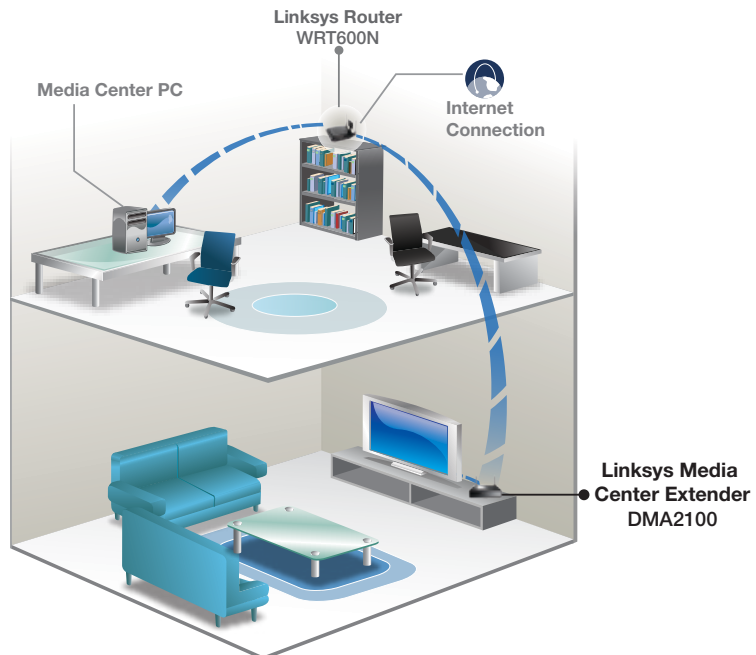 Linksys Router
WRT600N
Media Center PC
Internet
Connection
Linksys Media
Center Extender
DMA2100